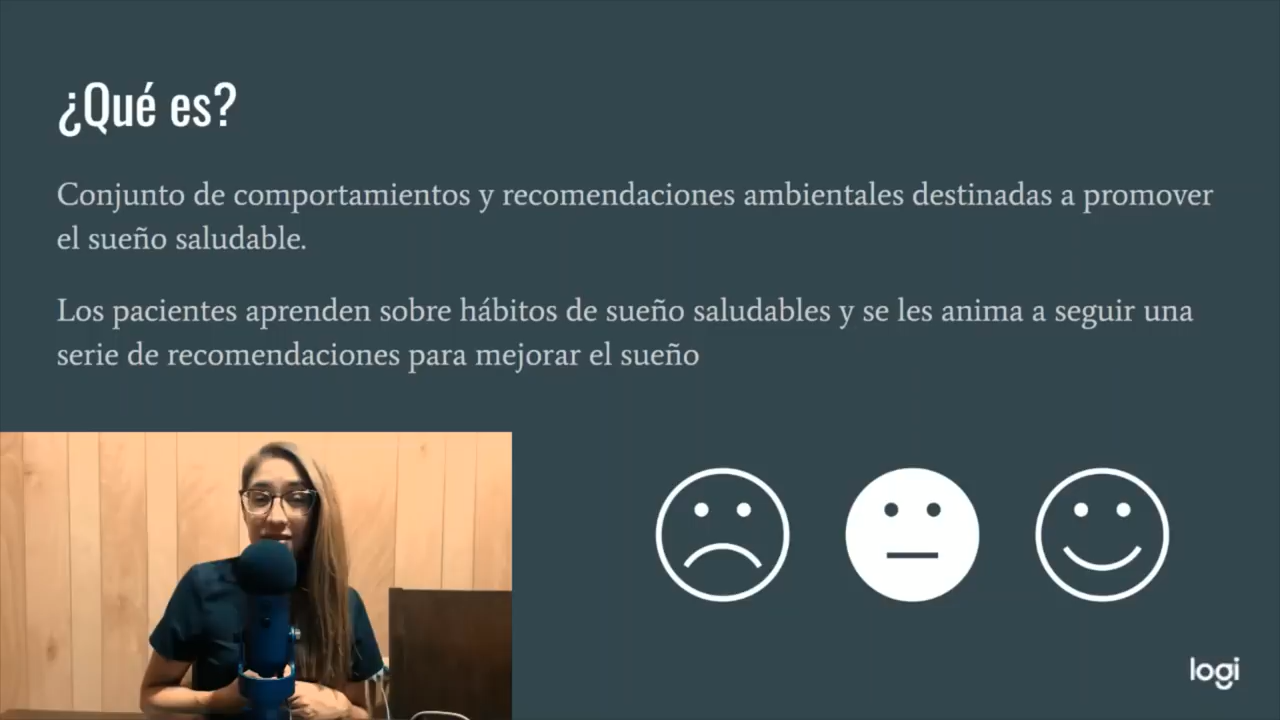 ¿Qué es?
Conjunto de comportamientos y recomendaciones ambientales destinadas a promover
el sueño saludable.
Los pacientes aprenden sobre hábitos de sueño saludables y se les anima a seguir una
serie de recomendaciones para mejorar el sueño
logi